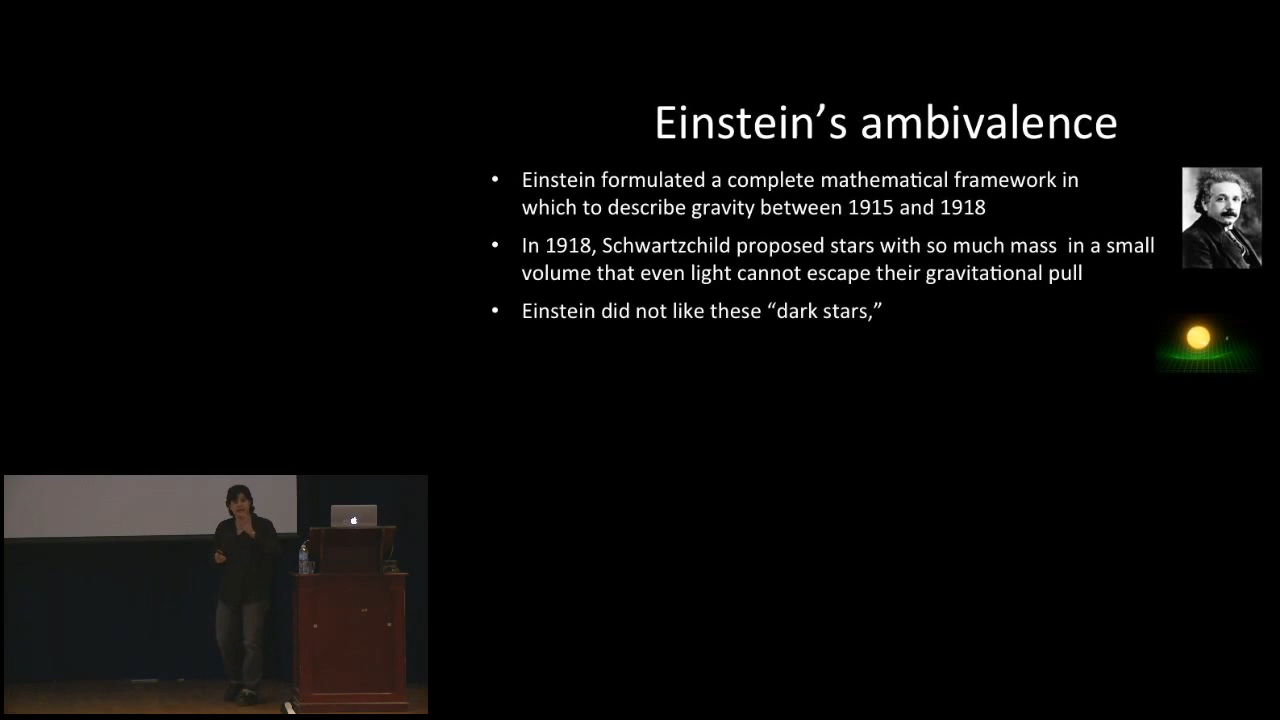 Einstein’s ambivalence
• Einstein formulated a complete mathematical framework in
which to describe gravity between 1915 and 1918
• In 1918, Schwartzchild proposed stars with so much mass  in a small
volume that even light cannot escape their gravitational pull
• Einstein did not like these “dark stars,”